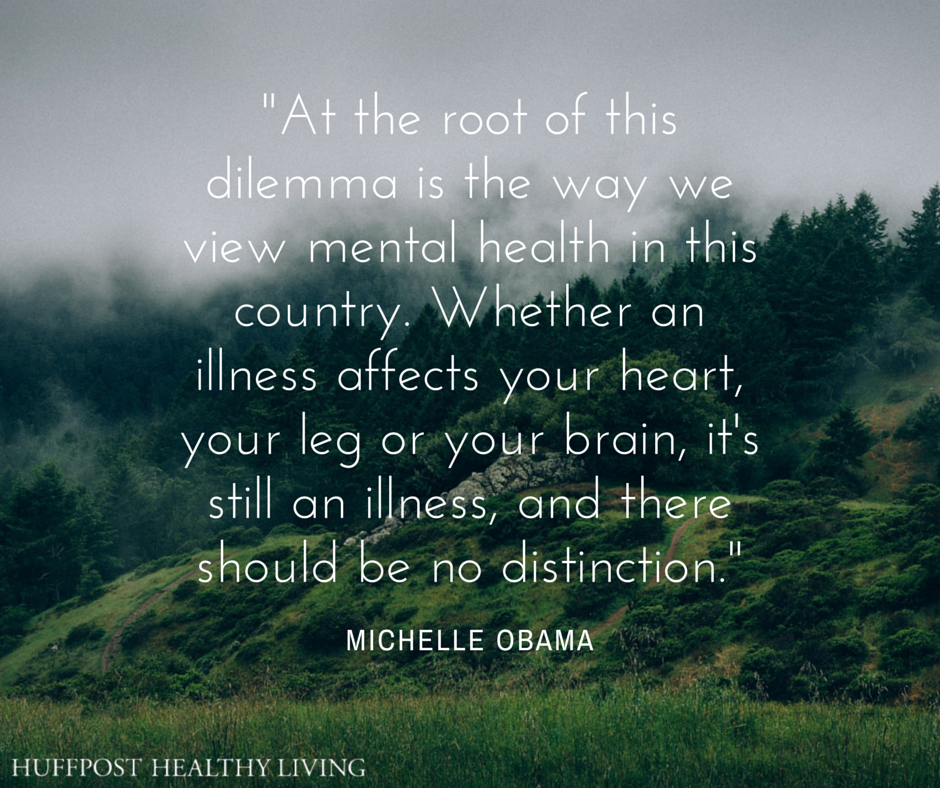 "At the root of this
dilemma is the way we
view mental health in this
country. Whether an
illness affects your heart,
your leg or your brain, it's
still an illness, and there
should be no distinction."
MICHELLE OBAMA
HUFFPOST HEALTHY LIVING